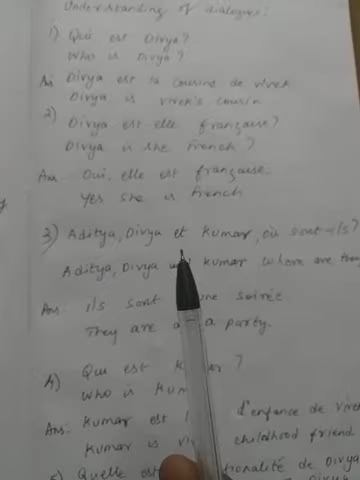 Understanding of dialogues:
1) Qui est Divya?
Who is Divya?
Ans Divya est la cousine de vivek
Divya is vivek's cousin
2) Divya est elle française?
Divya is she french?
Ans Oui, elle est française.
Yes she is french
3) Aditya, Divya et Kumar, où sont-ils?
Aditya, Divya kumar where are
Ans ils sont une soirée
They are a party.
4) Qui est ?
Who is
Ans: Kumar est d'enfance de vivek
Kumar is childhood friend
5) Quelle est de Divya